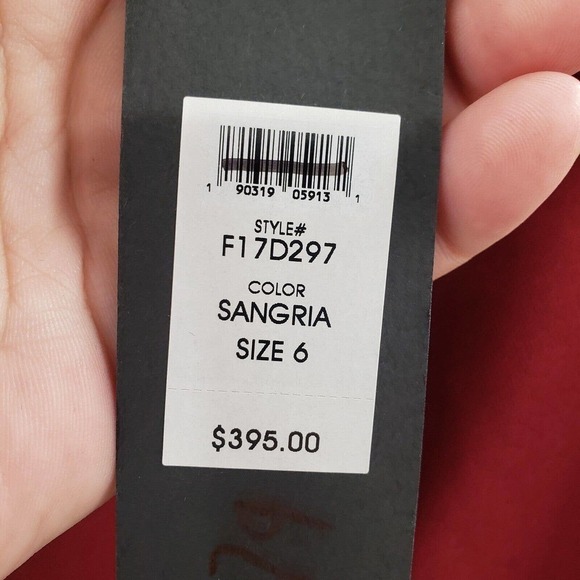 1 90319 05913 1
STYLE#
F17D297
COLOR
SANGRIA
SIZE 6
$395.00